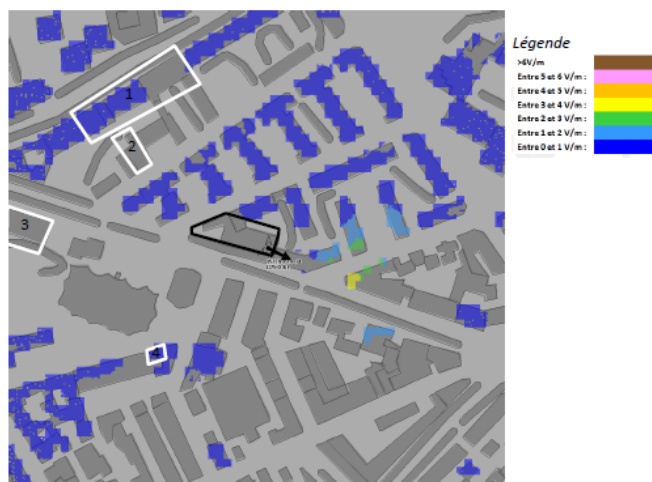 Légende
>6V/m
Entre 5 et 6 V/m :
Entre 4 et 5 V/m :
Entre 3 et 4 V/m :
Entre 2 et 3 V/m :
Entre 1 et 2 V/m :
Entre 0 et 1 V/m :
1
2
3
4